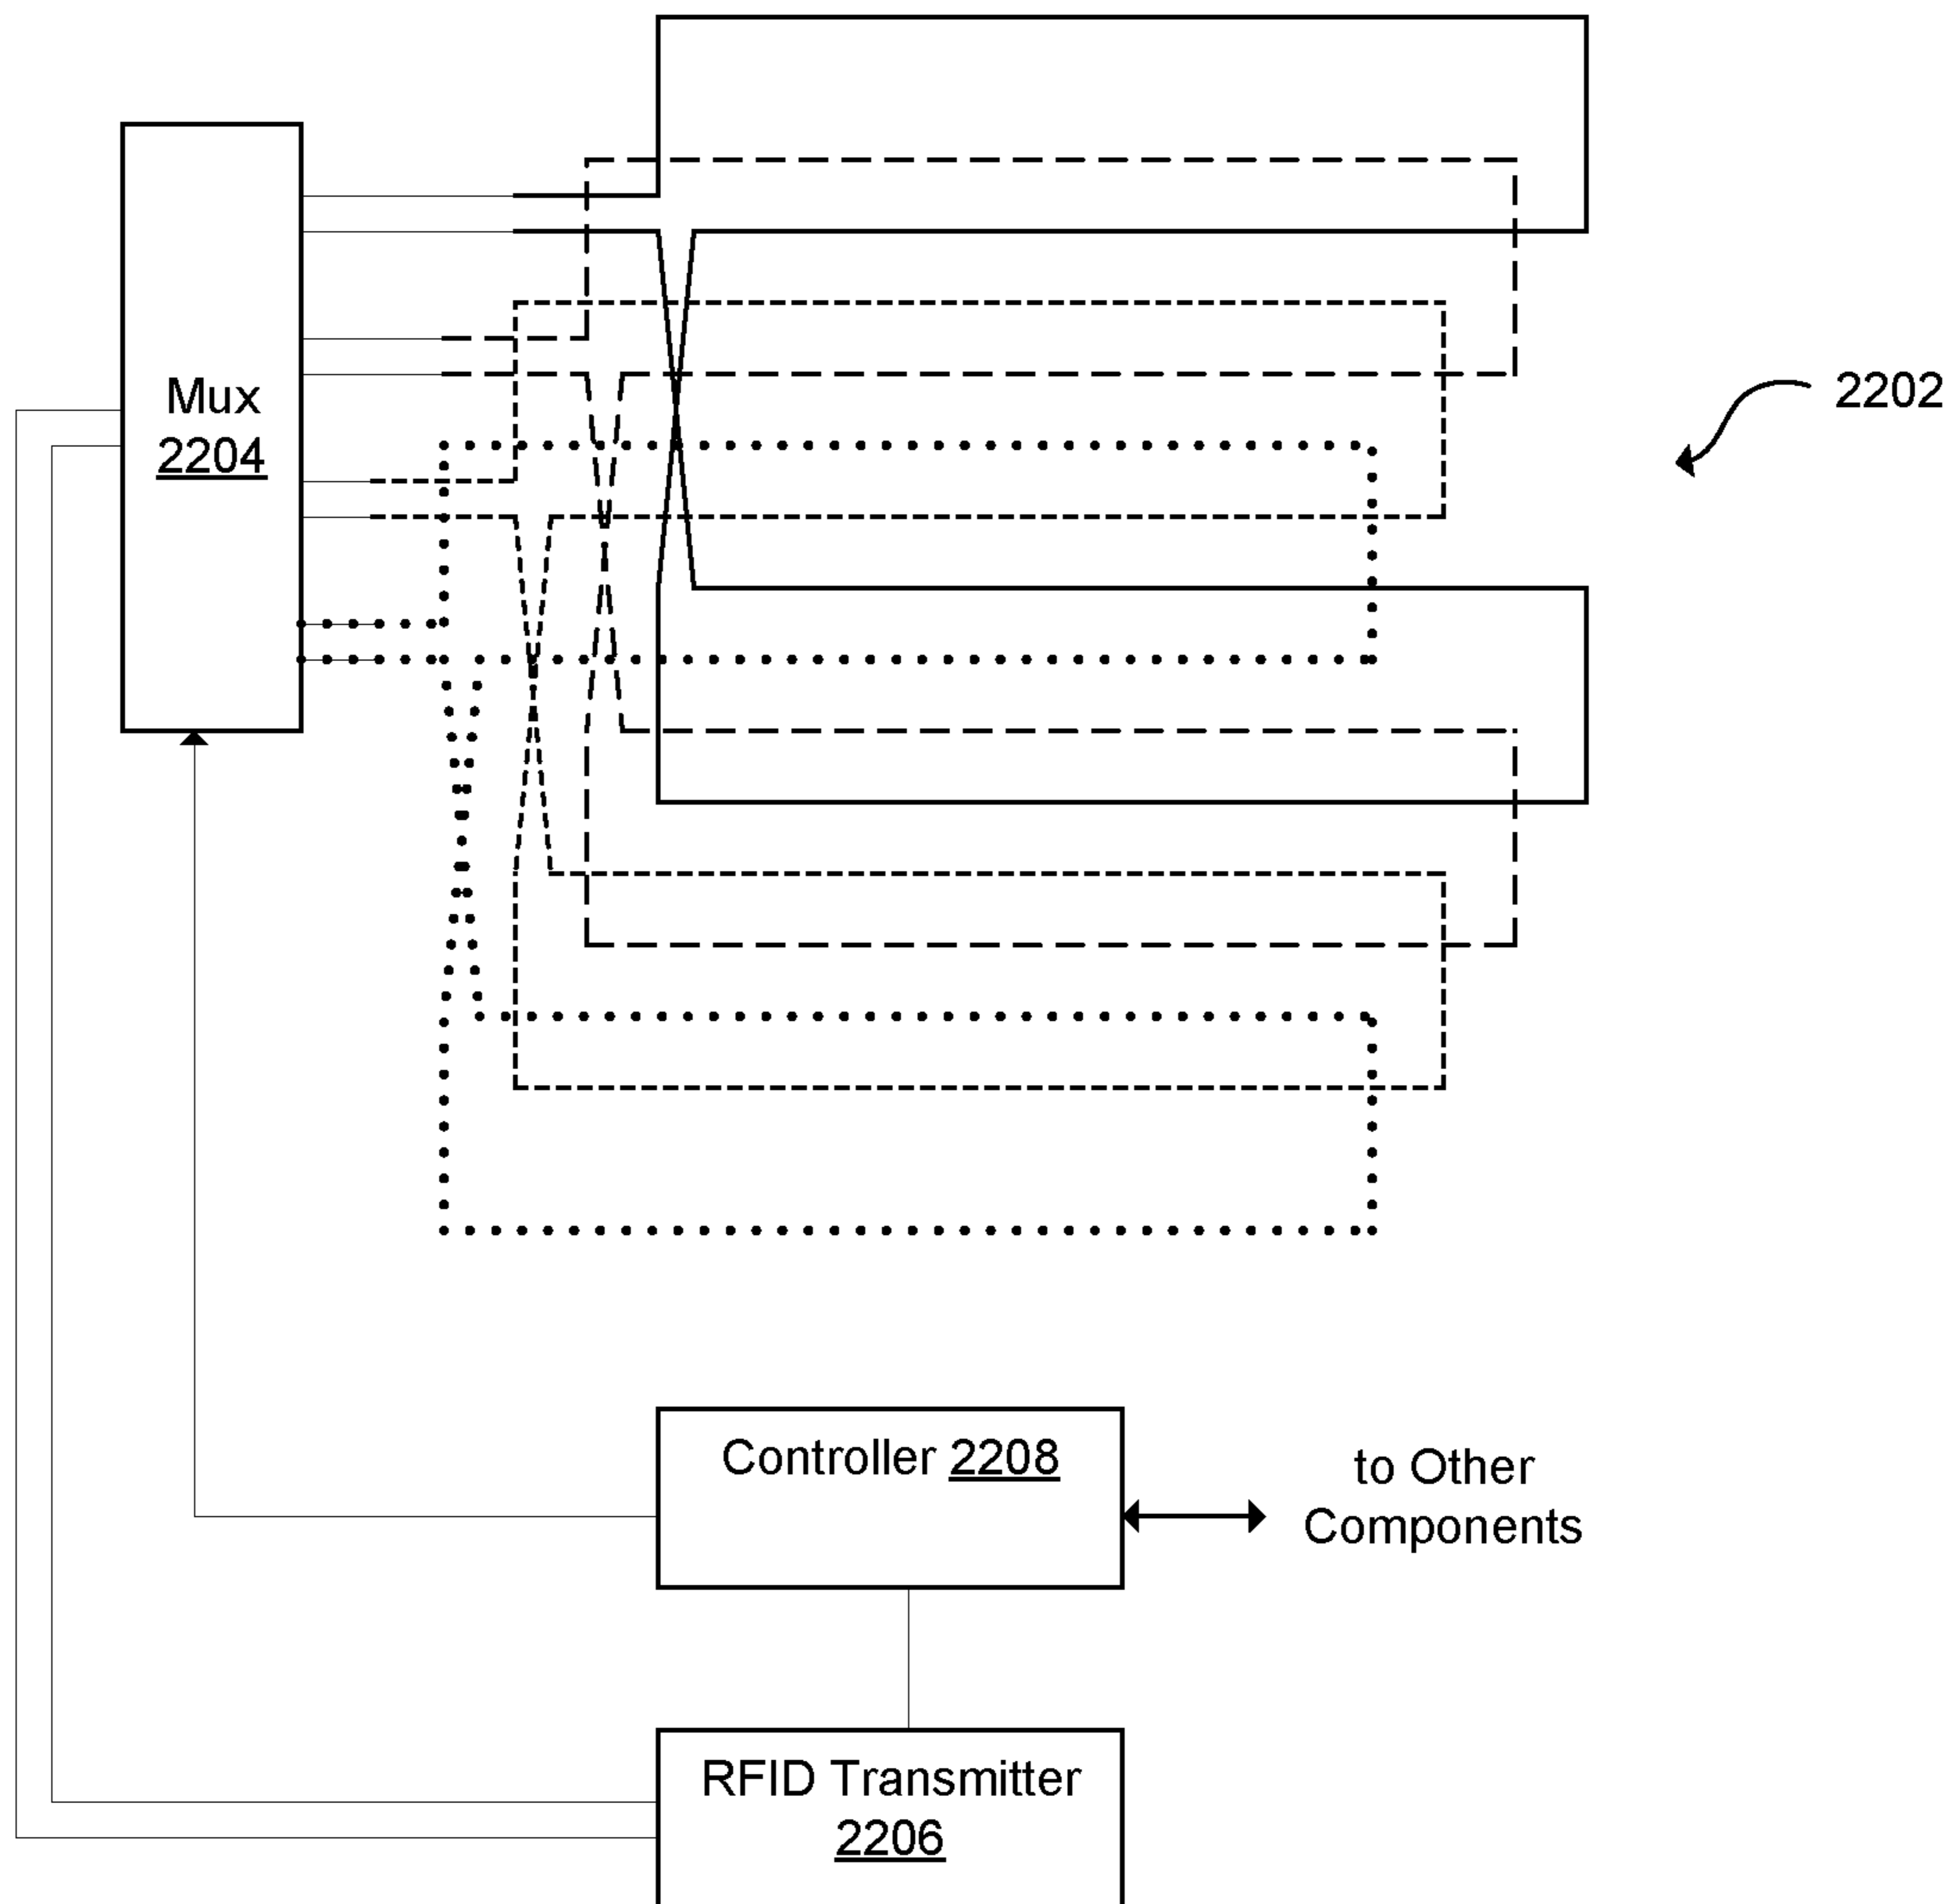 Mux
2204
2202
Controller 2208
to Other
Components
RFID Transmitter
2206